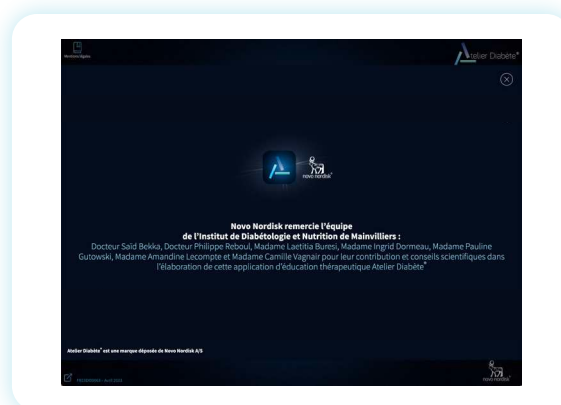 Mentions légales
Atelier Diabète®
novo nordisk®
Novo Nordisk remercie l'équipe
de l'Institut de Diabétologie et Nutrition de Mainvilliers :
Docteur Saïd Bekka, Docteur Philippe Reboul, Madame Laetitia Buresi, Madame Ingrid Dormeau, Madame Pauline
Gutowski, Madame Amandine Lecompte et Madame Camille Vagnair pour leur contribution et conseils scientifiques dans
l'élaboration de cette application d'éducation thérapeutique Atelier Diabète®
Atelier Diabète® est une marque déposée de Novo Nordisk A/S
novo nordisk®